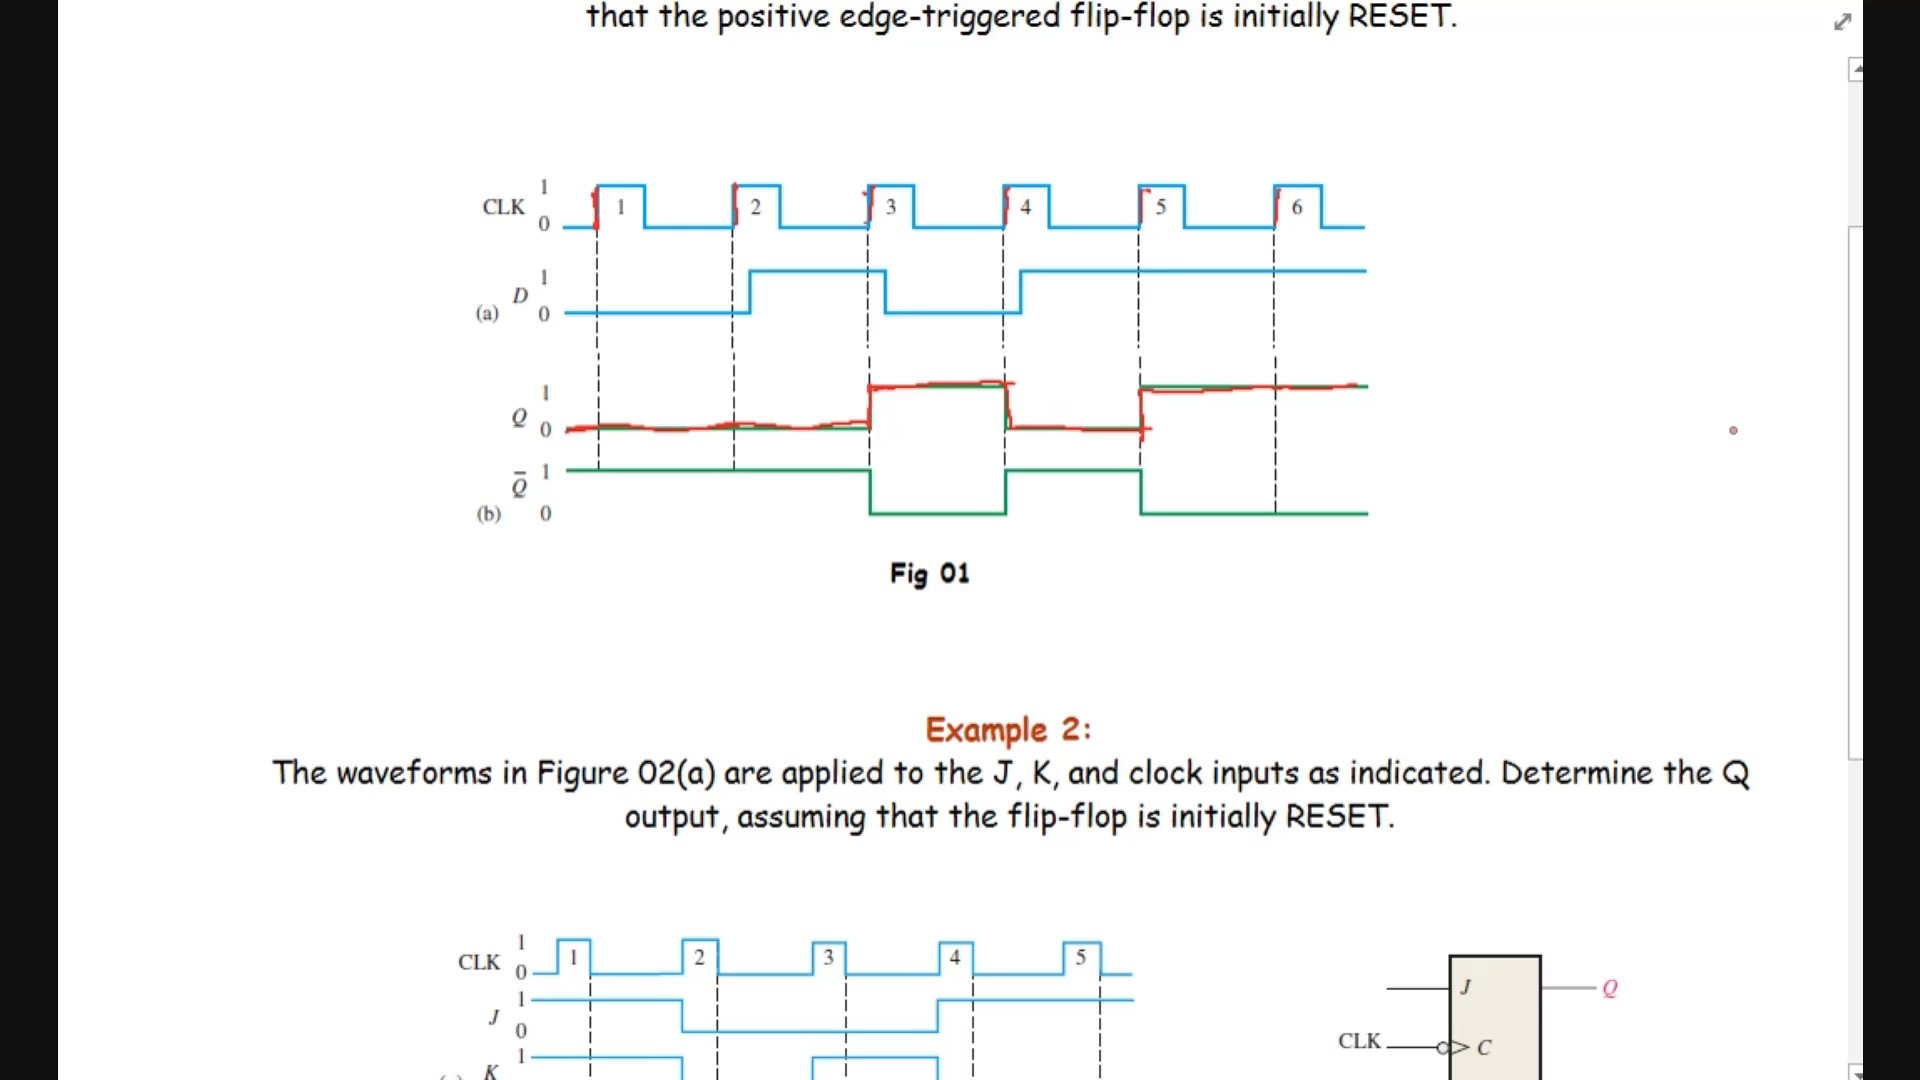 that the positive edge-triggered flip-flop is initially RESET.
CLK 1 0 1 2 3 4 5 6
(a) D 1 0
Q 1 0
(b) Q̅ 1 0
Fig 01
Example 2:
The waveforms in Figure 02(a) are applied to the J, K, and clock inputs as indicated. Determine the Q
output, assuming that the flip-flop is initially RESET.
CLK 1 0 1 2 3 4 5
J 1 0
K 1
J Q
CLK C